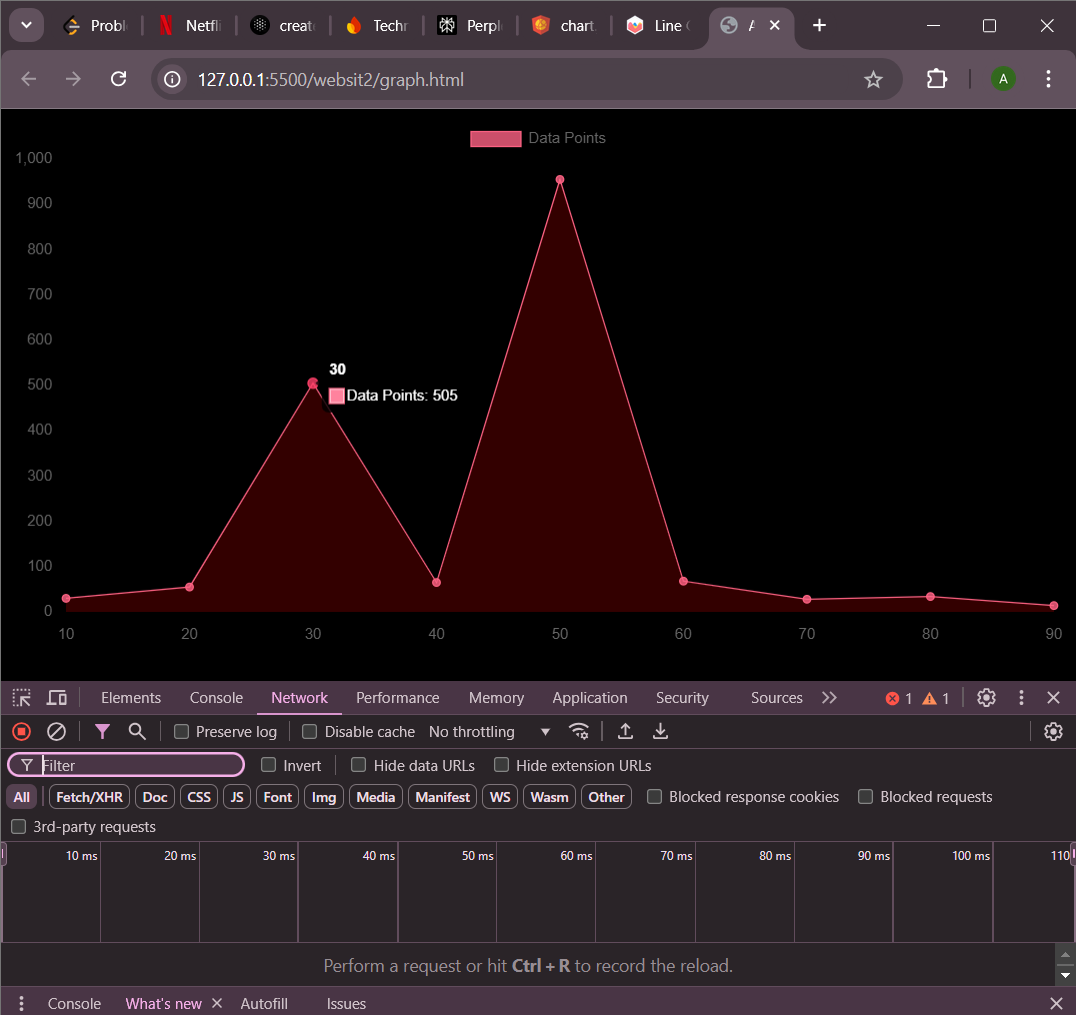 Probl Netfli create Techn Perpl chart. Line C A
127.0.0.1:5500/websit2/graph.html A
Data Points
1,000
900
800
700
600
500
400
300
200
100
0
30
Data Points: 505
10 20 30 40 50 60 70 80 90
Elements Console Network Performance Memory Application Security Sources 1 1
Preserve log Disable cache No throttling
Filter Invert Hide data URLs Hide extension URLs
All Fetch/XHR Doc CSS JS Font Img Media Manifest WS Wasm Other Blocked response cookies Blocked requests
3rd-party requests
10 ms 20 ms 30 ms 40 ms 50 ms 60 ms 70 ms 80 ms 90 ms 100 ms 110
Perform a request or hit Ctrl + R to record the reload.
Console What's new Autofill Issues